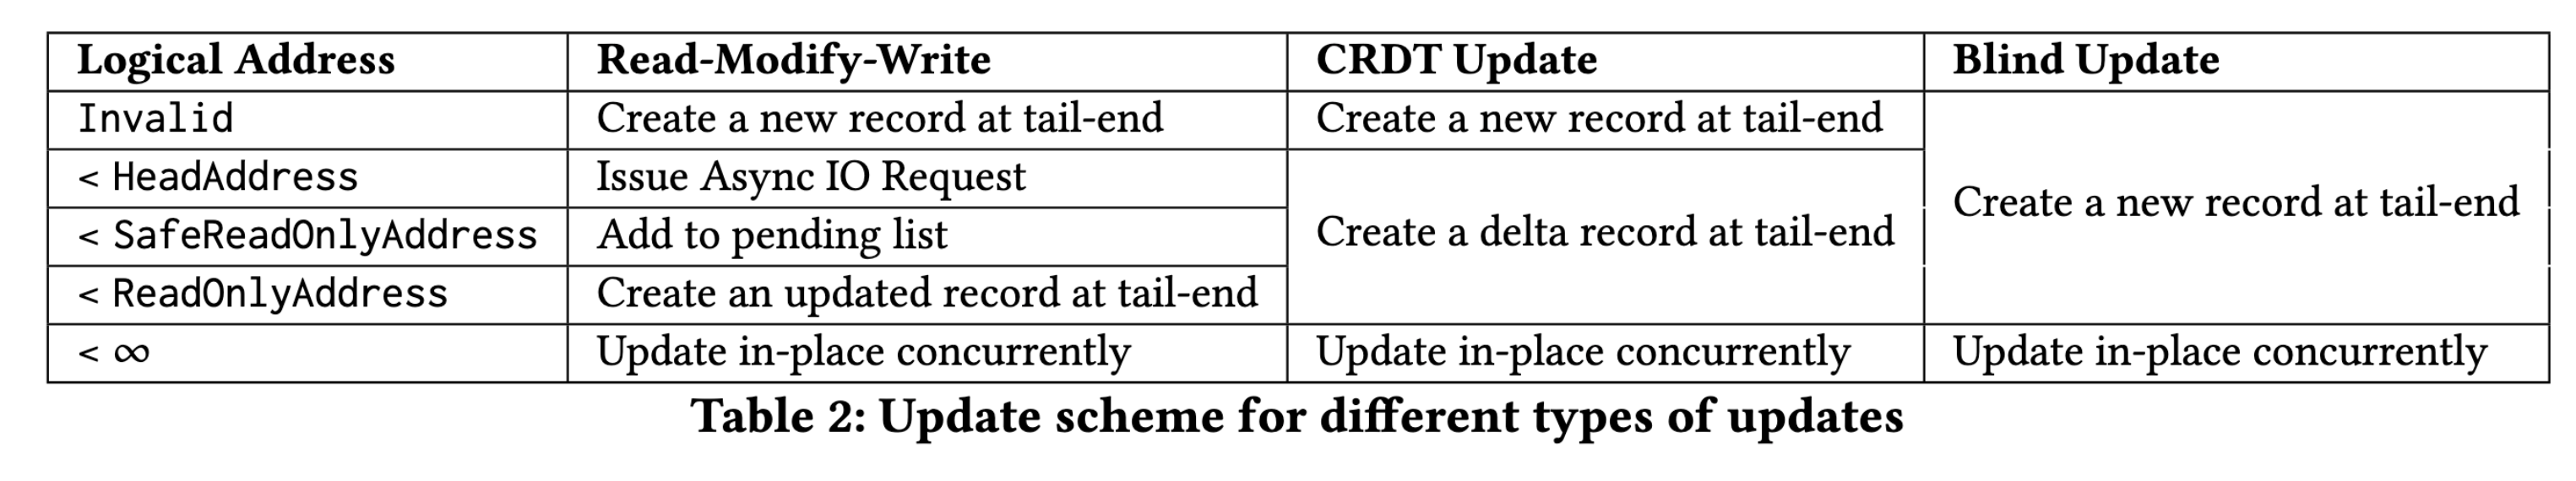 Logical Address Read-Modify-Write CRDT Update Blind Update
Invalid Create a new record at tail-end Create a new record at tail-end
< HeadAddress Issue Async IO Request
Create a new record at tail-end
< SafeReadOnlyAddress Add to pending list Create a delta record at tail-end
< ReadOnlyAddress Create an updated record at tail-end
< ∞ Update in-place concurrently Update in-place concurrently Update in-place concurrently
Table 2: Update scheme for different types of updates